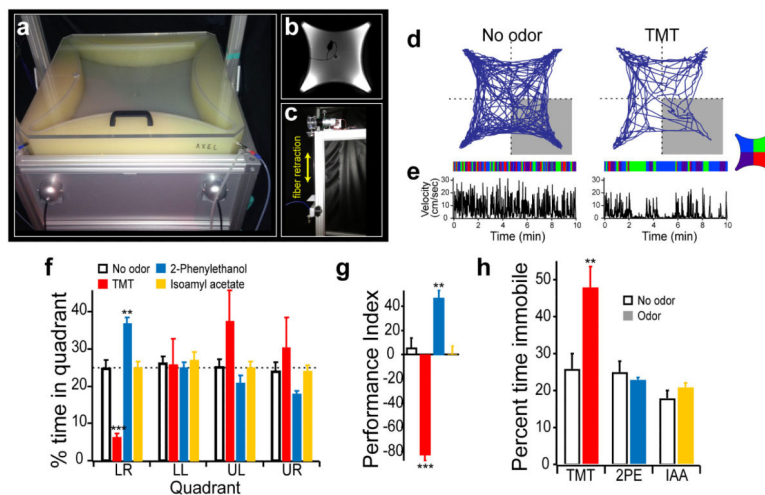 a
AXEL
b
c
fiber retraction
d
No odor
TMT
e
Velocity
(cm/sec)
30
20
10
0
0 2 4 6 8 10
Time (min)
30
20
10
0
0 2 4 6 8 10
Time (min)
f
No odor
2-Phenylethanol
TMT
Isoamyl acetate
% time in quadrant
40
30
20
10
0
**
***
LR LL UL UR
Quadrant
g
Performance Index
40
20
0
-20
-40
-60
-80
**
***
h
Percent time immobile
50
40
30
20
10
0
**
No odor
Odor
TMT 2PE IAA